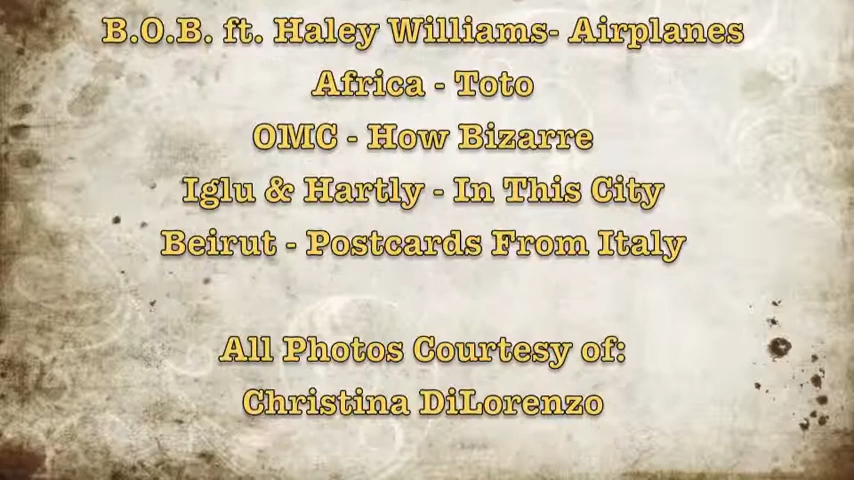 B.O.B. ft. Haley Williams- Airplanes
Africa - Toto
OMC - How Bizarre
Iglu & Hartly - In This City
Beirut - Postcards From Italy
All Photos Courtesy of:
Christina DiLorenzo